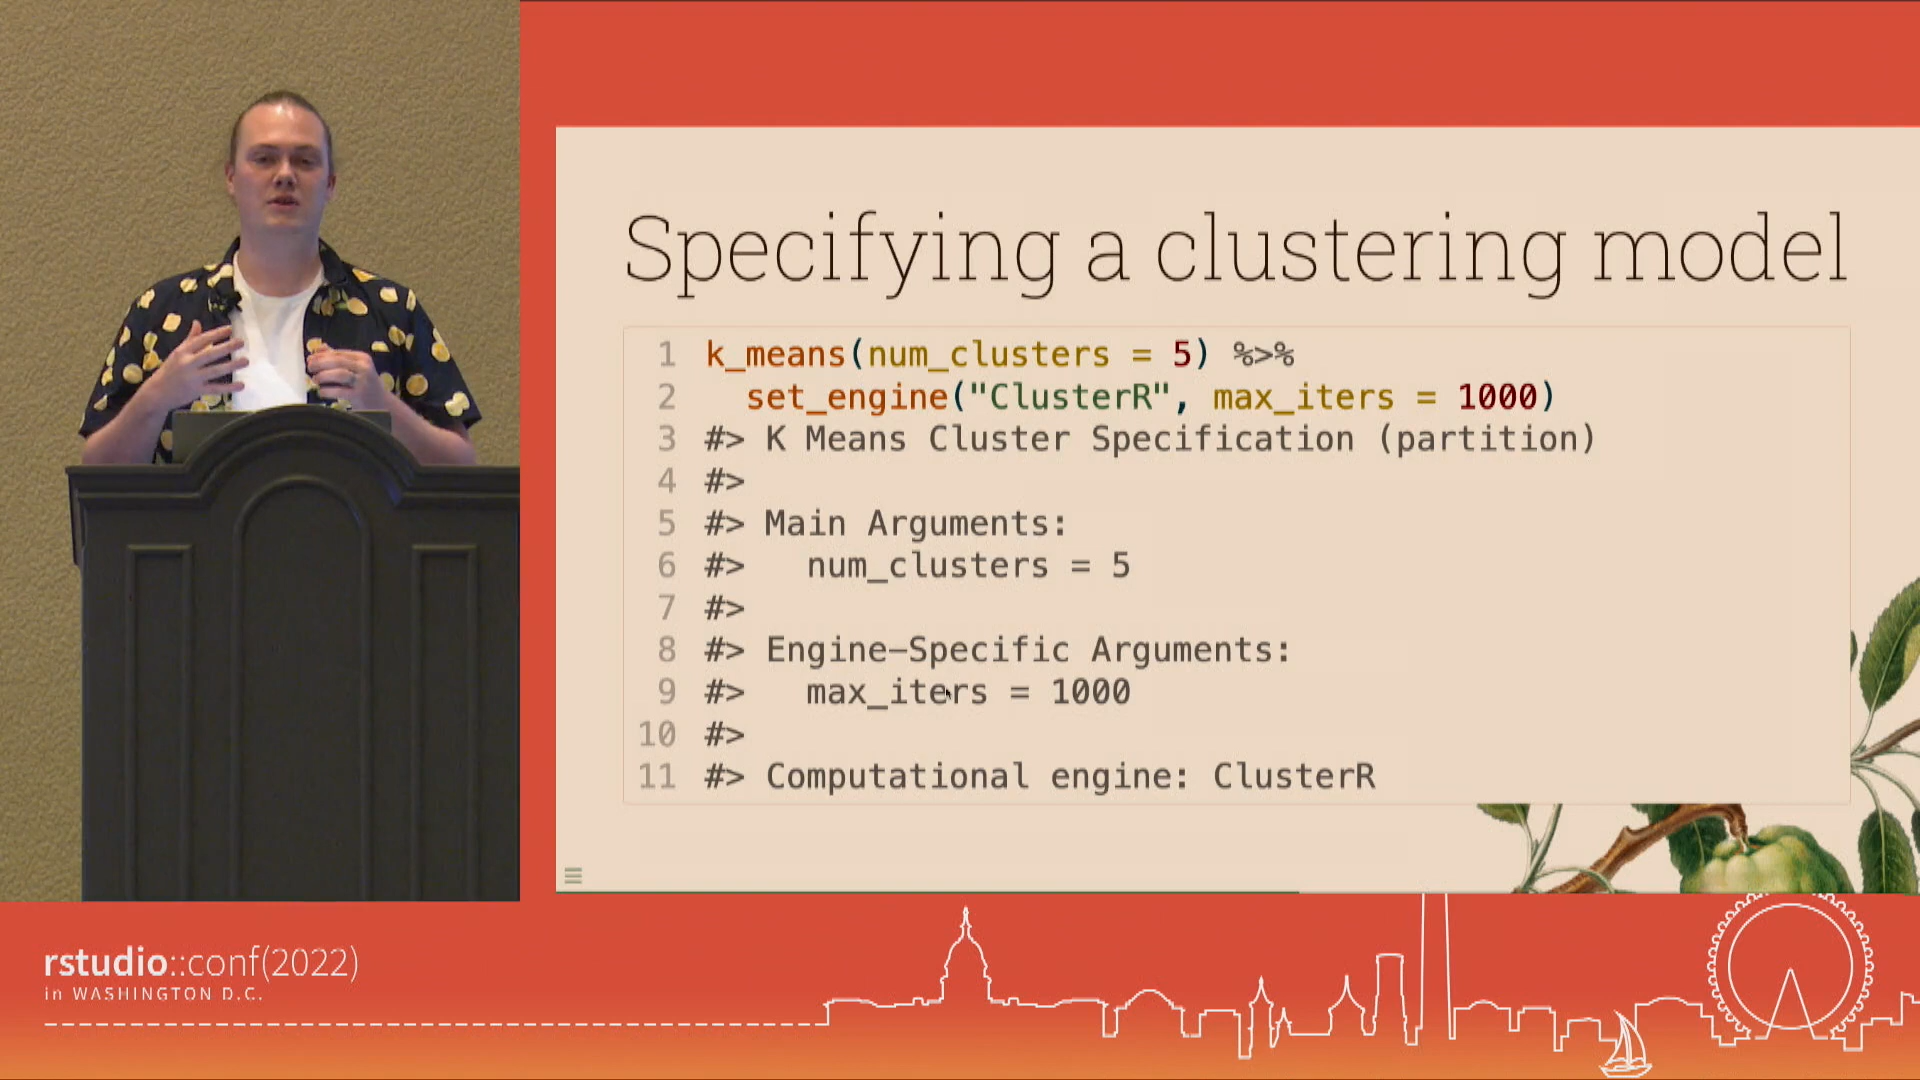 Specifying a clustering model
1 k_means(num_clusters = 5) %>%
2   set_engine("ClusterR", max_iters = 1000)
3 #> K Means Cluster Specification (partition)
4 #>
5 #> Main Arguments:
6 #>   num_clusters = 5
7 #>
8 #> Engine-Specific Arguments:
9 #>   max_iters = 1000
10 #>
11 #> Computational engine: ClusterR
rstudio::conf(2022)
in WASHINGTON D.C.